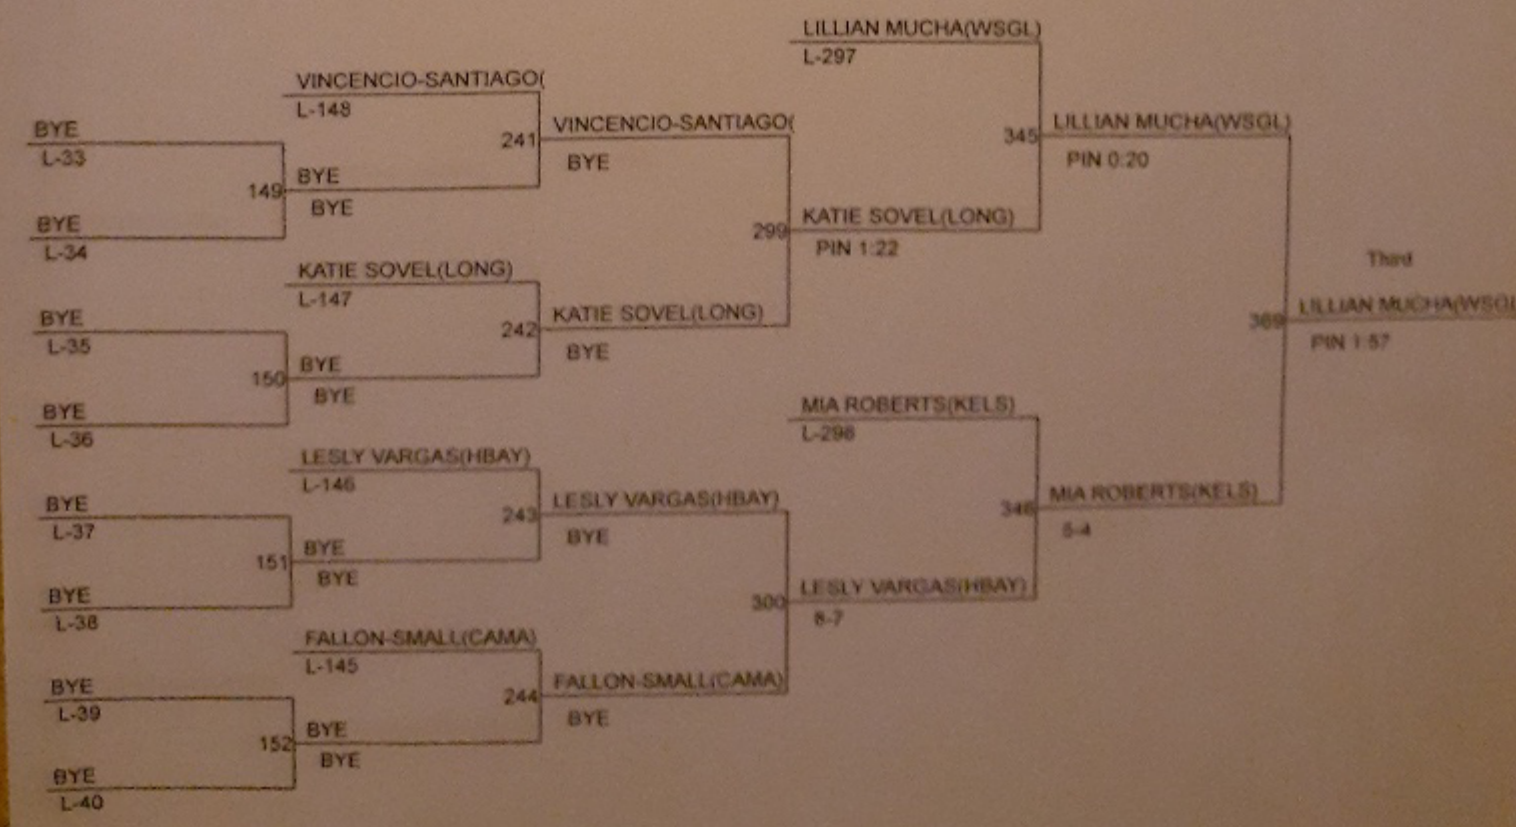 LILLIAN MUCHA(WSGL)
L-297
VINCENCIO-SANTIAGO(
L-148
BYE
L-33
241
VINCENCIO-SANTIAGO(
BYE
345
LILLIAN MUCHA(WSGL)
PIN 0:20
149
BYE
BYE
BYE
L-34
299
KATIE SOVEL(LONG)
PIN 1:22
KATIE SOVEL(LONG)
L-147
Third
BYE
L-35
242
KATIE SOVEL(LONG)
BYE
369
LILLIAN MUCHA(WSGL
PIN 1:57
150
BYE
BYE
BYE
L-36
MIA ROBERTS(KELS)
L-298
LESLY VARGAS(HBAY)
L-146
BYE
L-37
243
LESLY VARGAS(HBAY)
BYE
346
MIA ROBERTS(KELS)
5-4
151
BYE
BYE
BYE
L-38
300
LESLY VARGAS(HBAY)
8-7
FALLON-SMALL(CAMA)
L-145
BYE
L-39
244
FALLON-SMALL(CAMA)
BYE
152
BYE
BYE
BYE
L-40